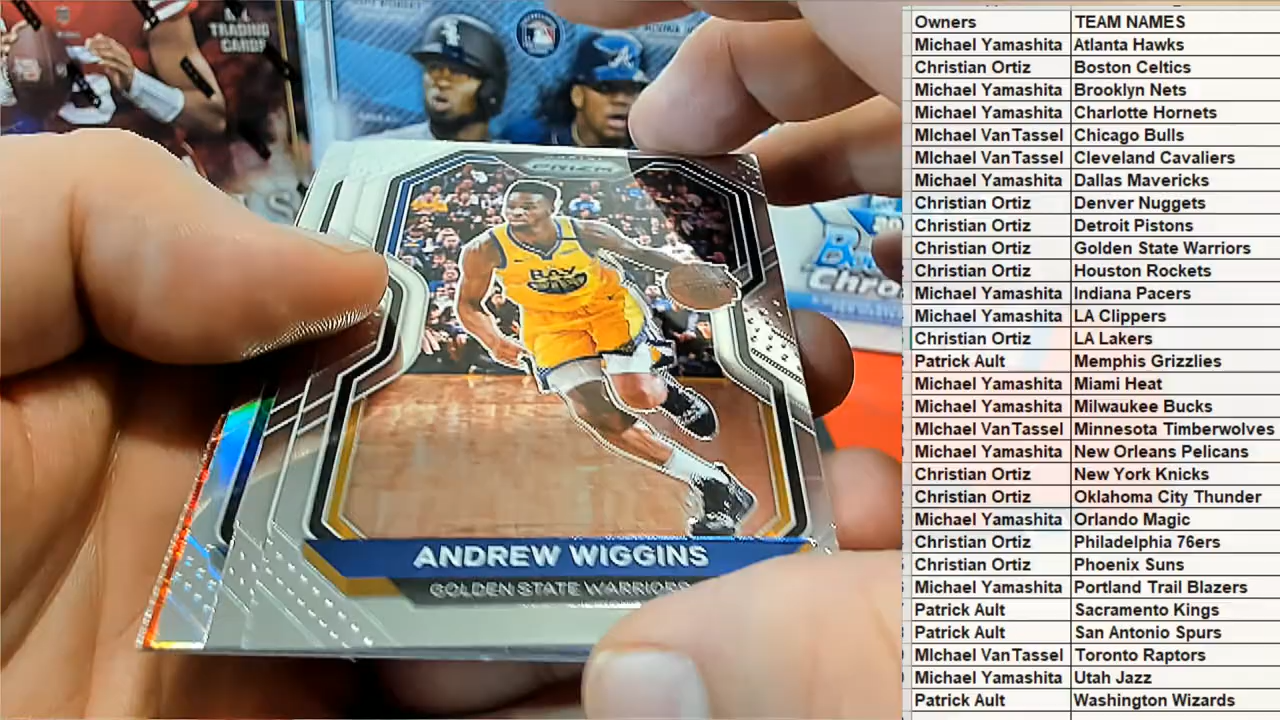 TRADING
CARDS
PRIZM
BAY
ANDREW WIGGINS
GOLDEN STATE WARRIORS
Chro
Owners TEAM NAMES
Michael Yamashita Atlanta Hawks
Christian Ortiz Boston Celtics
Michael Yamashita Brooklyn Nets
Michael Yamashita Charlotte Hornets
MIchael VanTassel Chicago Bulls
MIchael VanTassel Cleveland Cavaliers
Michael Yamashita Dallas Mavericks
Christian Ortiz Denver Nuggets
Christian Ortiz Detroit Pistons
Christian Ortiz Golden State Warriors
Christian Ortiz Houston Rockets
Michael Yamashita Indiana Pacers
Michael Yamashita LA Clippers
Christian Ortiz LA Lakers
Patrick Ault Memphis Grizzlies
Michael Yamashita Miami Heat
Michael Yamashita Milwaukee Bucks
MIchael VanTassel Minnesota Timberwolves
Michael Yamashita New Orleans Pelicans
Christian Ortiz New York Knicks
Christian Ortiz Oklahoma City Thunder
Michael Yamashita Orlando Magic
Christian Ortiz Philadelphia 76ers
Christian Ortiz Phoenix Suns
Michael Yamashita Portland Trail Blazers
Patrick Ault Sacramento Kings
Patrick Ault San Antonio Spurs
MIchael VanTassel Toronto Raptors
Michael Yamashita Utah Jazz
Patrick Ault Washington Wizards